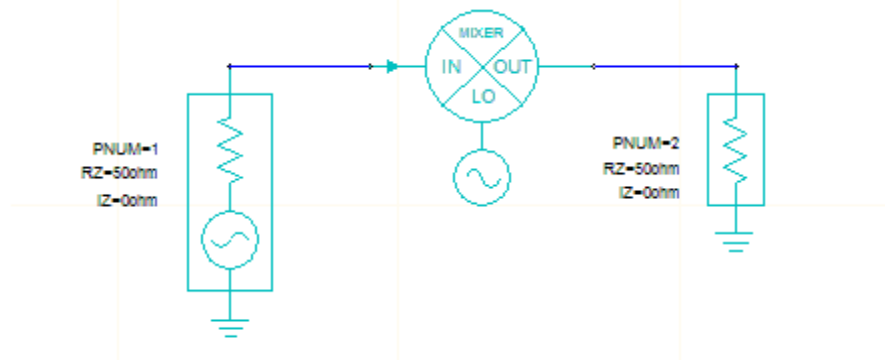 MIXER
IN OUT
LO
PNUM=1
RZ=50ohm
IZ=0ohm
PNUM=2
RZ=50ohm
IZ=0ohm